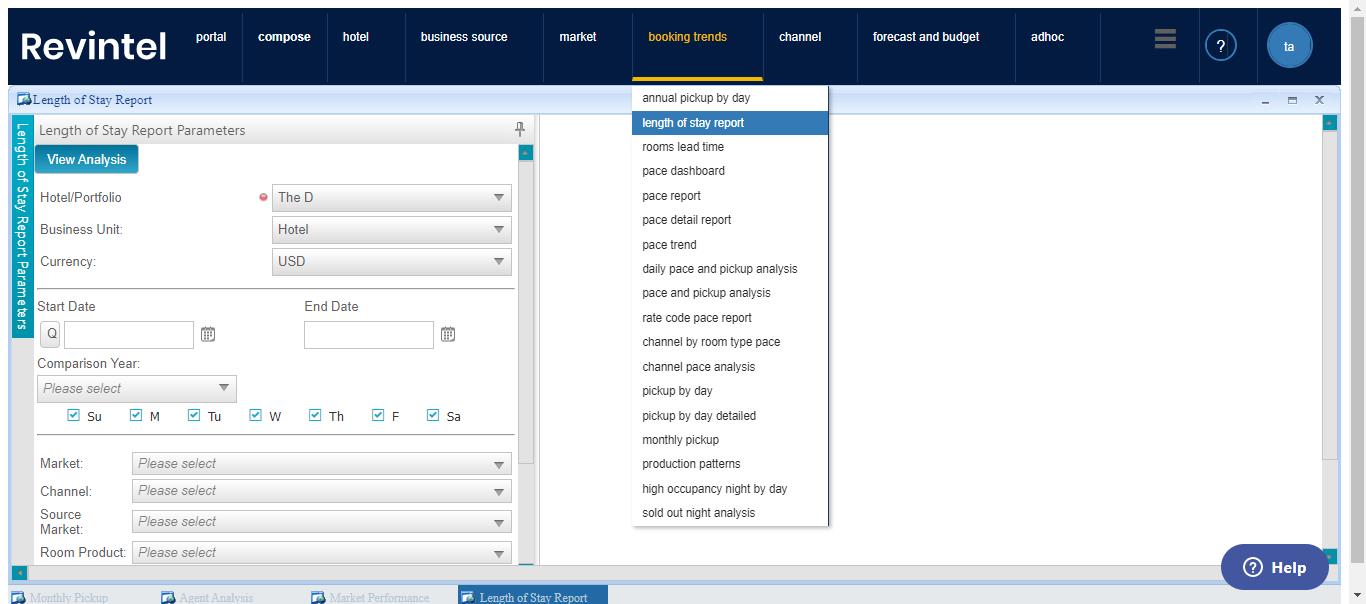 Revintel
portal
compose
hotel
business source
market
booking trends
channel
forecast and budget
adhoc
?
ta
Length of Stay Report
Length of Stay Report Parameters
Length of Stay Report Parameters
View Analysis
Hotel/Portfolio
The D
Business Unit:
Hotel
Currency:
USD
Start Date
End Date
Q
Comparison Year:
Please select
Su M Tu W Th F Sa
Market:
Please select
Channel:
Please select
Source
Market:
Please select
Room Product:
Please select
annual pickup by day
length of stay report
rooms lead time
pace dashboard
pace report
pace detail report
pace trend
daily pace and pickup analysis
pace and pickup analysis
rate code pace report
channel by room type pace
channel pace analysis
pickup by day
pickup by day detailed
monthly pickup
production patterns
high occupancy night by day
sold out night analysis
? Help
Monthly Pickup
Agent Analysis
Market Performance
Length of Stay Report